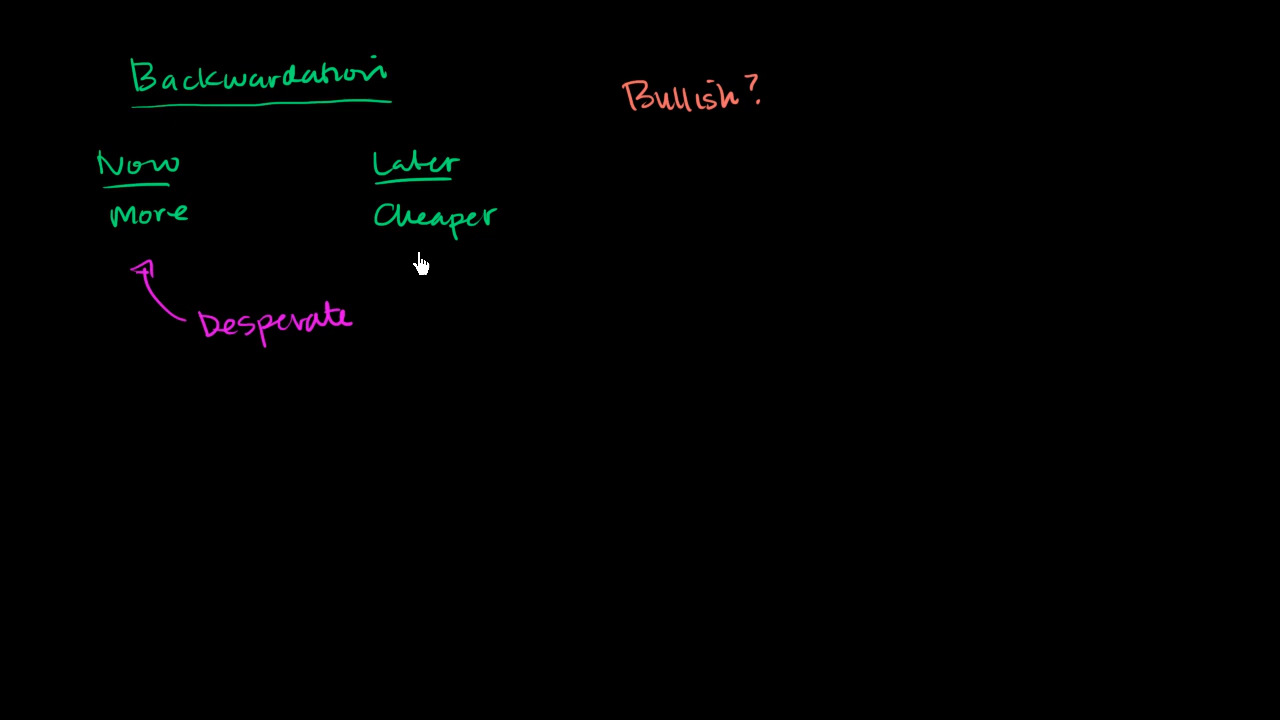 Backwardation
Bullish?
Now Later
More Cheaper
Desperate